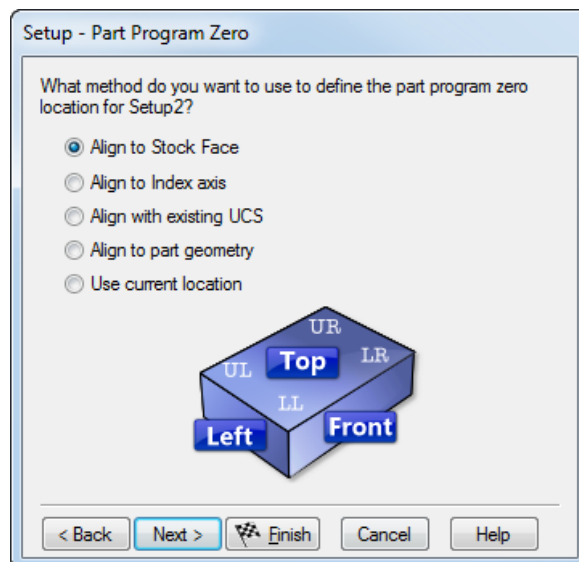 Setup - Part Program Zero
What method do you want to use to define the part program zero
location for Setup2?
Align to Stock Face
Align to Index axis
Align with existing UCS
Align to part geometry
Use current location
UR
UL Top LR
LL
Left Front
< Back Next > Finish Cancel Help